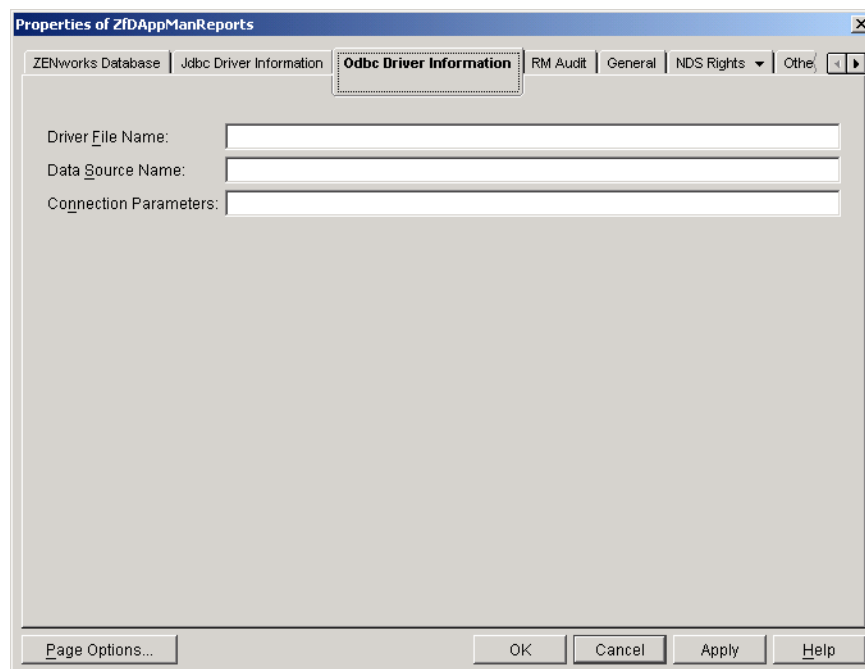 Properties of ZfDAppManReports
ZENworks Database Jdbc Driver Information Odbc Driver Information RM Audit General NDS Rights Othe
Driver File Name:
Data Source Name:
Connection Parameters:
Page Options... OK Cancel Apply Help